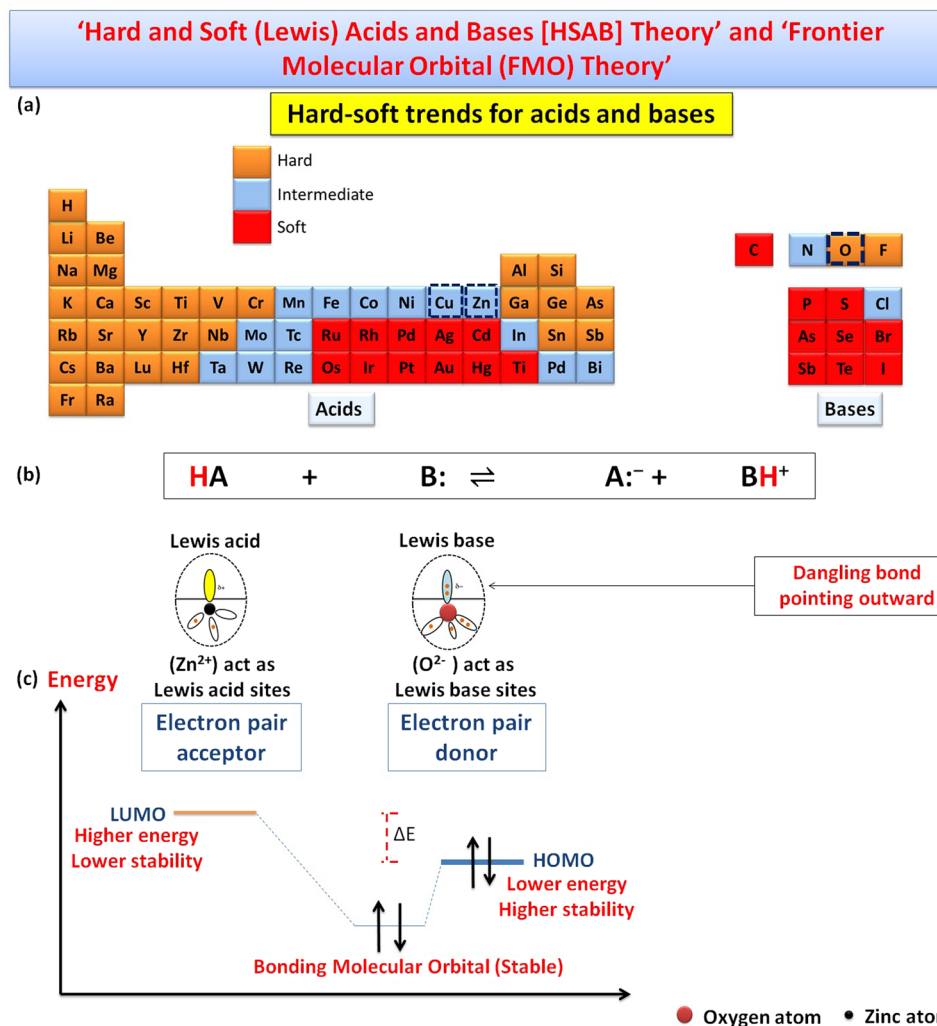 ‘Hard and Soft (Lewis) Acids and Bases [HSAB] Theory’ and ‘Frontier
Molecular Orbital (FMO) Theory’
(a)
Hard-soft trends for acids and bases
Hard
Intermediate
Soft
H
Li Be
Na Mg Al Si
K Ca Sc Ti V Cr Mn Fe Co Ni Cu Zn Ga Ge As
Rb Sr Y Zr Nb Mo Tc Ru Rh Pd Ag Cd In Sn Sb
Cs Ba Lu Hf Ta W Re Os Ir Pt Au Hg Ti Pd Bi
Fr Ra
Acids
C N O F
P S Cl
As Se Br
Sb Te I
Bases
(b)
HA + B: ⇌ A:⁻ + BH⁺
Lewis acid
Lewis base
δ+
δ−
Dangling bond
pointing outward
(Zn²⁺) act as
Lewis acid sites
(O²⁻ ) act as
Lewis base sites
(c)
Energy
Electron pair
acceptor
Electron pair
donor
LUMO
Higher energy
Lower stability
ΔE
HOMO
Lower energy
Higher stability
Bonding Molecular Orbital (Stable)
Oxygen atom
Zinc ato